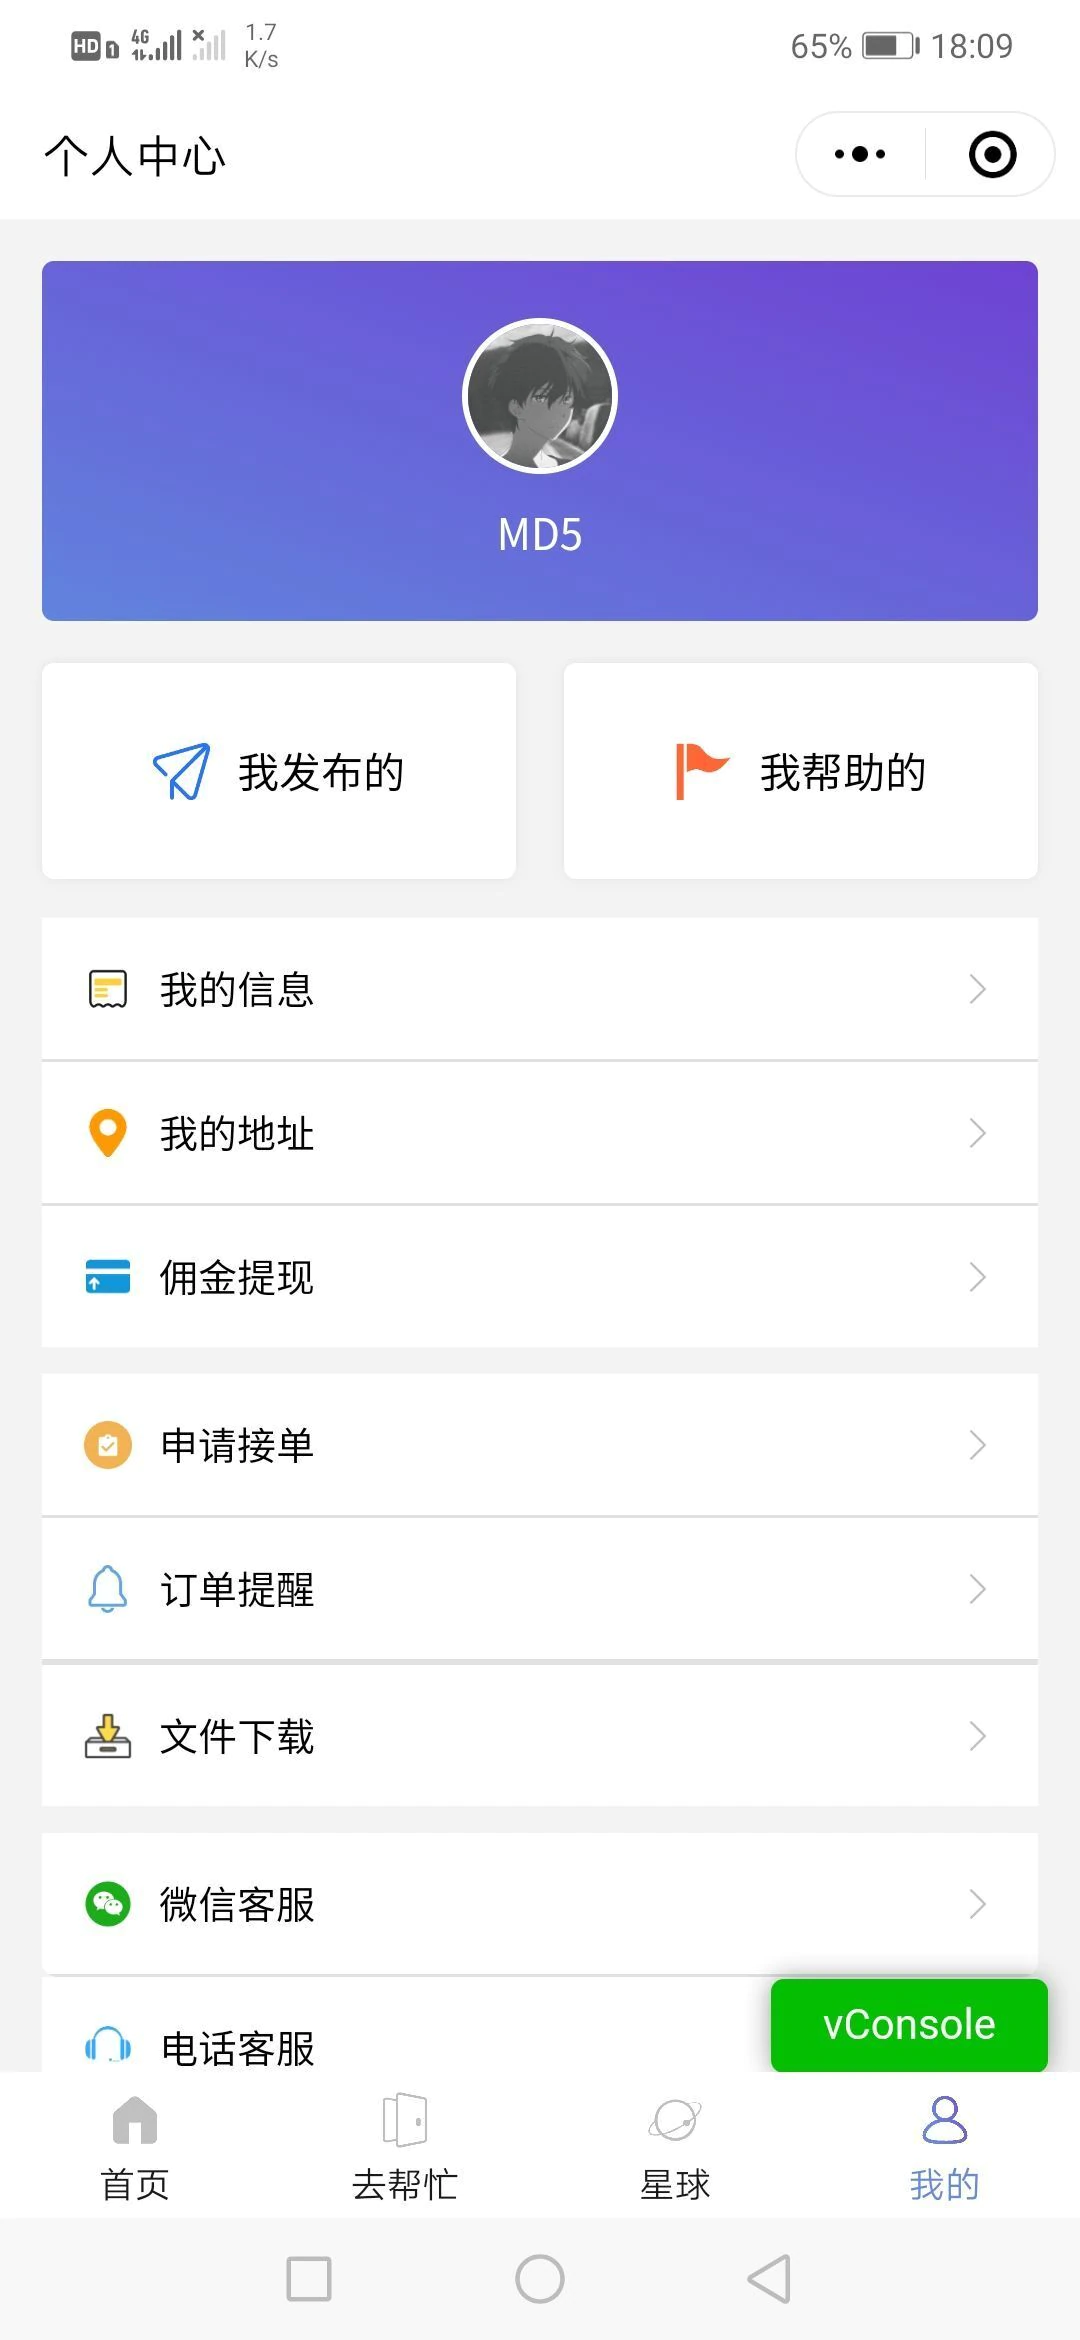 HD 1 4G 1.7 K/s 65% 18:09
个人中心
MD5
我发布的 我帮助的
我的信息
我的地址
佣金提现
申请接单
订单提醒
文件下载
微信客服
电话客服
vConsole
首页 去帮忙 星球 我的